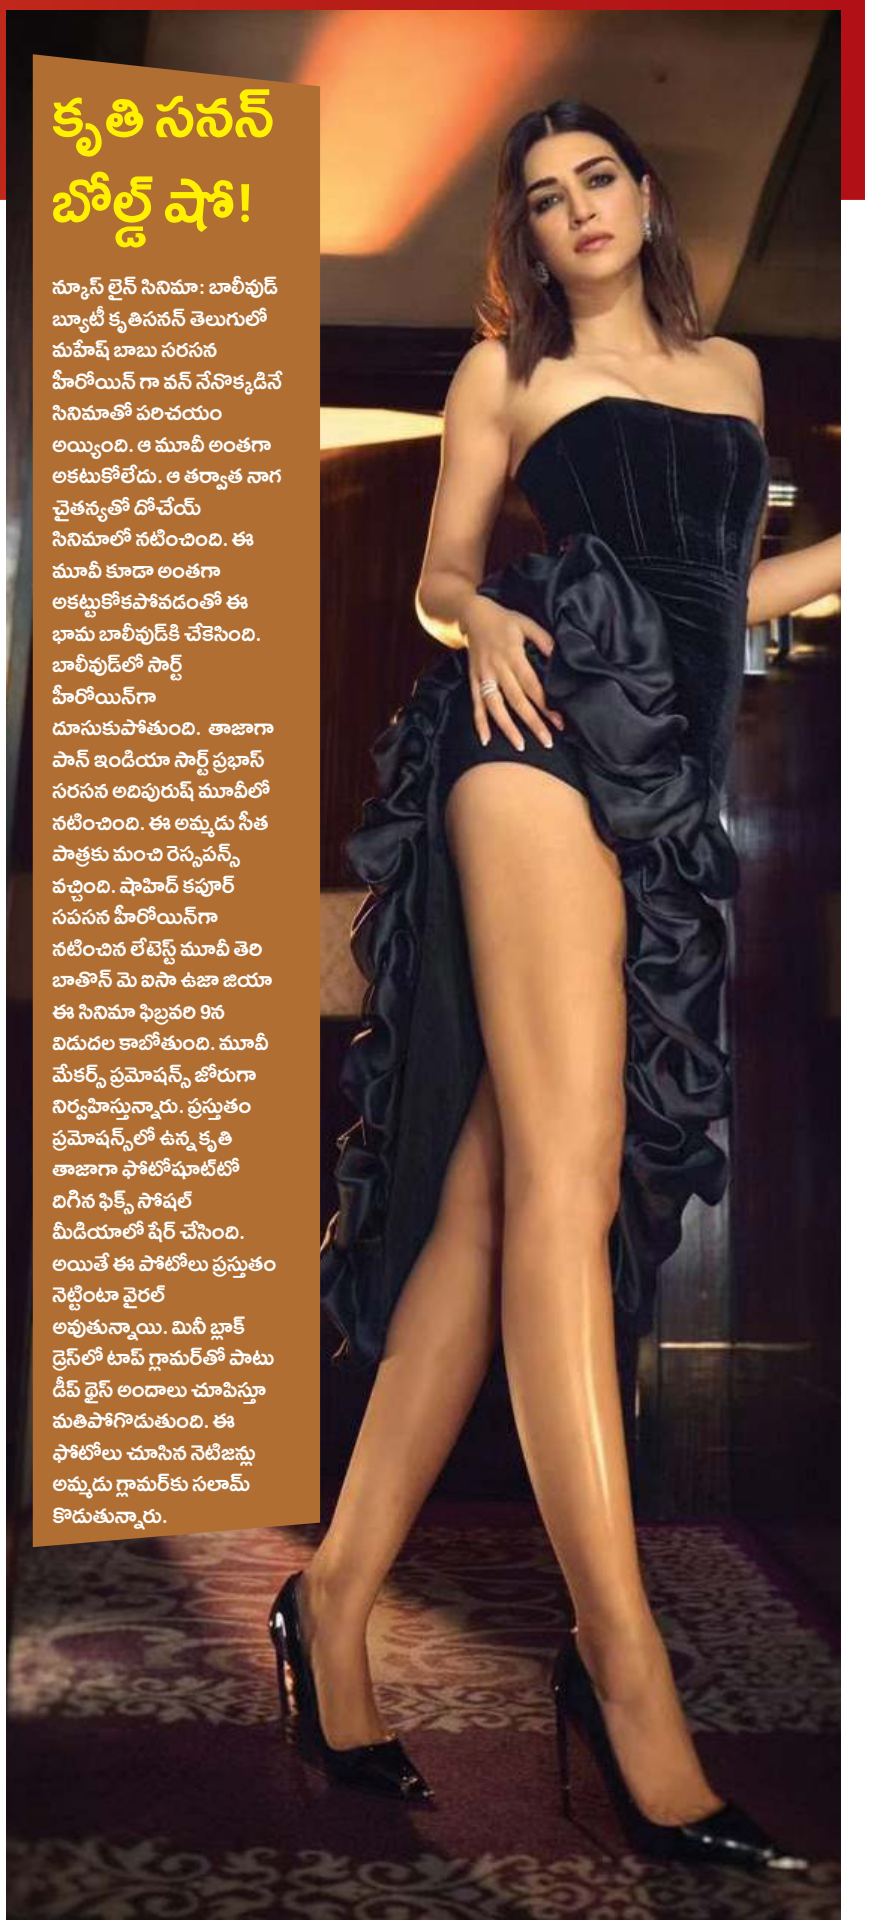 కృతి సనన్
బోల్డ్ షో!
న్యూస్ లైన్ సినిమా: బాలీవుడ్
బ్యూటీ కృతిసనన్ తెలుగులో
మహేష్ బాబు సరసన
హీరోయిన్ గా వన్ నేనొక్కడినే
సినిమాతో పరిచయం
అయ్యింది. ఆ మూవీ అంతగా
అకటుకోలేదు. ఆ తర్వాత నాగ
చైతన్యతో దోచేయ్
సినిమాలో నటించింది. ఈ
మూవీ కూడా అంతగా
అకట్టుకోకపోవడంతో ఈ
భామ బాలీవుడ్‌కి చేకెసింది.
బాలీవుడ్‌లో సార్ట్
హీరోయిన్‌గా
దూసుకుపోతుంది. తాజాగా
పాన్ ఇండియా సార్ట్ ప్రభాస్
సరసన అదిపురుష్ మూవీలో
నటించింది. ఈ అమ్మడు సీత
పాత్రకు మంచి రెస్సపన్స్
వచ్చింది. షాహిద్ కపూర్
సపసన హీరోయిన్‌గా
నటించిన లేటెస్ట్ మూవీ తెరి
బాతొన్ మె ఐసా ఉజా జియా
ఈ సినిమా ఫిబ్రవరి 9న
విడుదల కాబోతుంది. మూవీ
మేకర్స్ ప్రమోషన్స్ జోరుగా
నిర్వహిస్తున్నారు. ప్రస్తుతం
ప్రమోషన్స్‌లో ఉన్న కృతి
తాజాగా ఫోటోషూట్‌టో
దిగిన ఫిక్స్ సోషల్
మీడియాలో షేర్ చేసింది.
అయితే ఈ పోటోలు ప్రస్తుతం
నెట్టింటా వైరల్
అవుతున్నాయి. మినీ బ్లాక్
డ్రెస్‌లో టాప్ గ్లామర్‌తో పాటు
డీప్ థైస్ అందాలు చూపిస్తూ
మతిపోగొడుతుంది. ఈ
ఫోటోలు చూసిన నెటిజన్లు
అమ్మడు గ్లామర్‌కు సలామ్
కొడుతున్నారు.